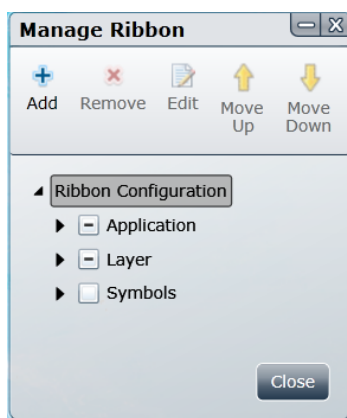 Manage Ribbon
Add Remove Edit Move Up Move Down
Ribbon Configuration
Application
Layer
Symbols
Close